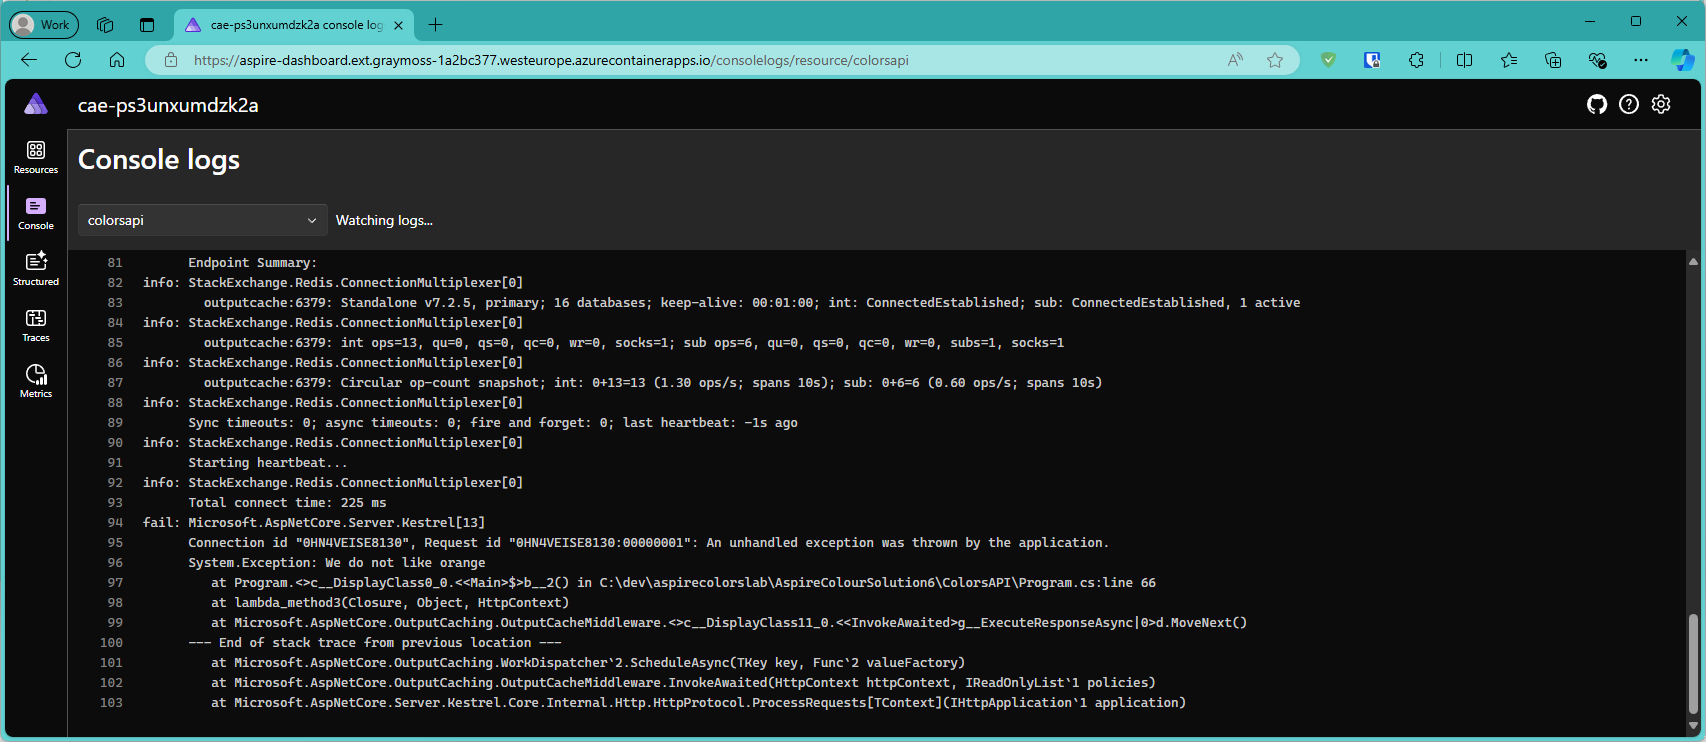 Work
cae-ps3unxumdzk2a console log
https://aspire-dashboard.ext.graymoss-1a2bc377.westeurope.azurecontainerapps.io/consolelogs/resource/colorsapi
cae-ps3unxumdzk2a
Resources
Console
Structured
Traces
Metrics
Console logs
colorsapi
Watching logs...
81 Endpoint Summary:
82 info: StackExchange.Redis.ConnectionMultiplexer[0]
83 outputcache:6379: Standalone v7.2.5, primary; 16 databases; keep-alive: 00:01:00; int: ConnectedEstablished; sub: ConnectedEstablished, 1 active
84 info: StackExchange.Redis.ConnectionMultiplexer[0]
85 outputcache:6379: int ops=13, qu=0, qs=0, qc=0, wr=0, socks=1; sub ops=6, qu=0, qs=0, qc=0, wr=0, subs=1, socks=1
86 info: StackExchange.Redis.ConnectionMultiplexer[0]
87 outputcache:6379: Circular op-count snapshot; int: 0+13=13 (1.30 ops/s; spans 10s); sub: 0+6=6 (0.60 ops/s; spans 10s)
88 info: StackExchange.Redis.ConnectionMultiplexer[0]
89 Sync timeouts: 0; async timeouts: 0; fire and forget: 0; last heartbeat: -1s ago
90 info: StackExchange.Redis.ConnectionMultiplexer[0]
91 Starting heartbeat...
92 info: StackExchange.Redis.ConnectionMultiplexer[0]
93 Total connect time: 225 ms
94 fail: Microsoft.AspNetCore.Server.Kestrel[13]
95 Connection id "0HN4VEISE8130", Request id "0HN4VEISE8130:00000001": An unhandled exception was thrown by the application.
96 System.Exception: We do not like orange
97 at Program.<>c__DisplayClass0_0.<<Main>$>b__2() in C:\dev\aspirecolorslab\AspireColourSolution6\ColorsAPI\Program.cs:line 66
98 at lambda_method3(Closure, Object, HttpContext)
99 at Microsoft.AspNetCore.OutputCaching.OutputCacheMiddleware.<>c__DisplayClass11_0.<<InvokeAwaited>g__ExecuteResponseAsync|0>d.MoveNext()
100 --- End of stack trace from previous location ---
101 at Microsoft.AspNetCore.OutputCaching.WorkDispatcher`2.ScheduleAsync(TKey key, Func`2 valueFactory)
102 at Microsoft.AspNetCore.OutputCaching.OutputCacheMiddleware.InvokeAwaited(HttpContext httpContext, IReadOnlyList`1 policies)
103 at Microsoft.AspNetCore.Server.Kestrel.Core.Internal.Http.HttpProtocol.ProcessRequests[TContext](IHttpApplication`1 application)